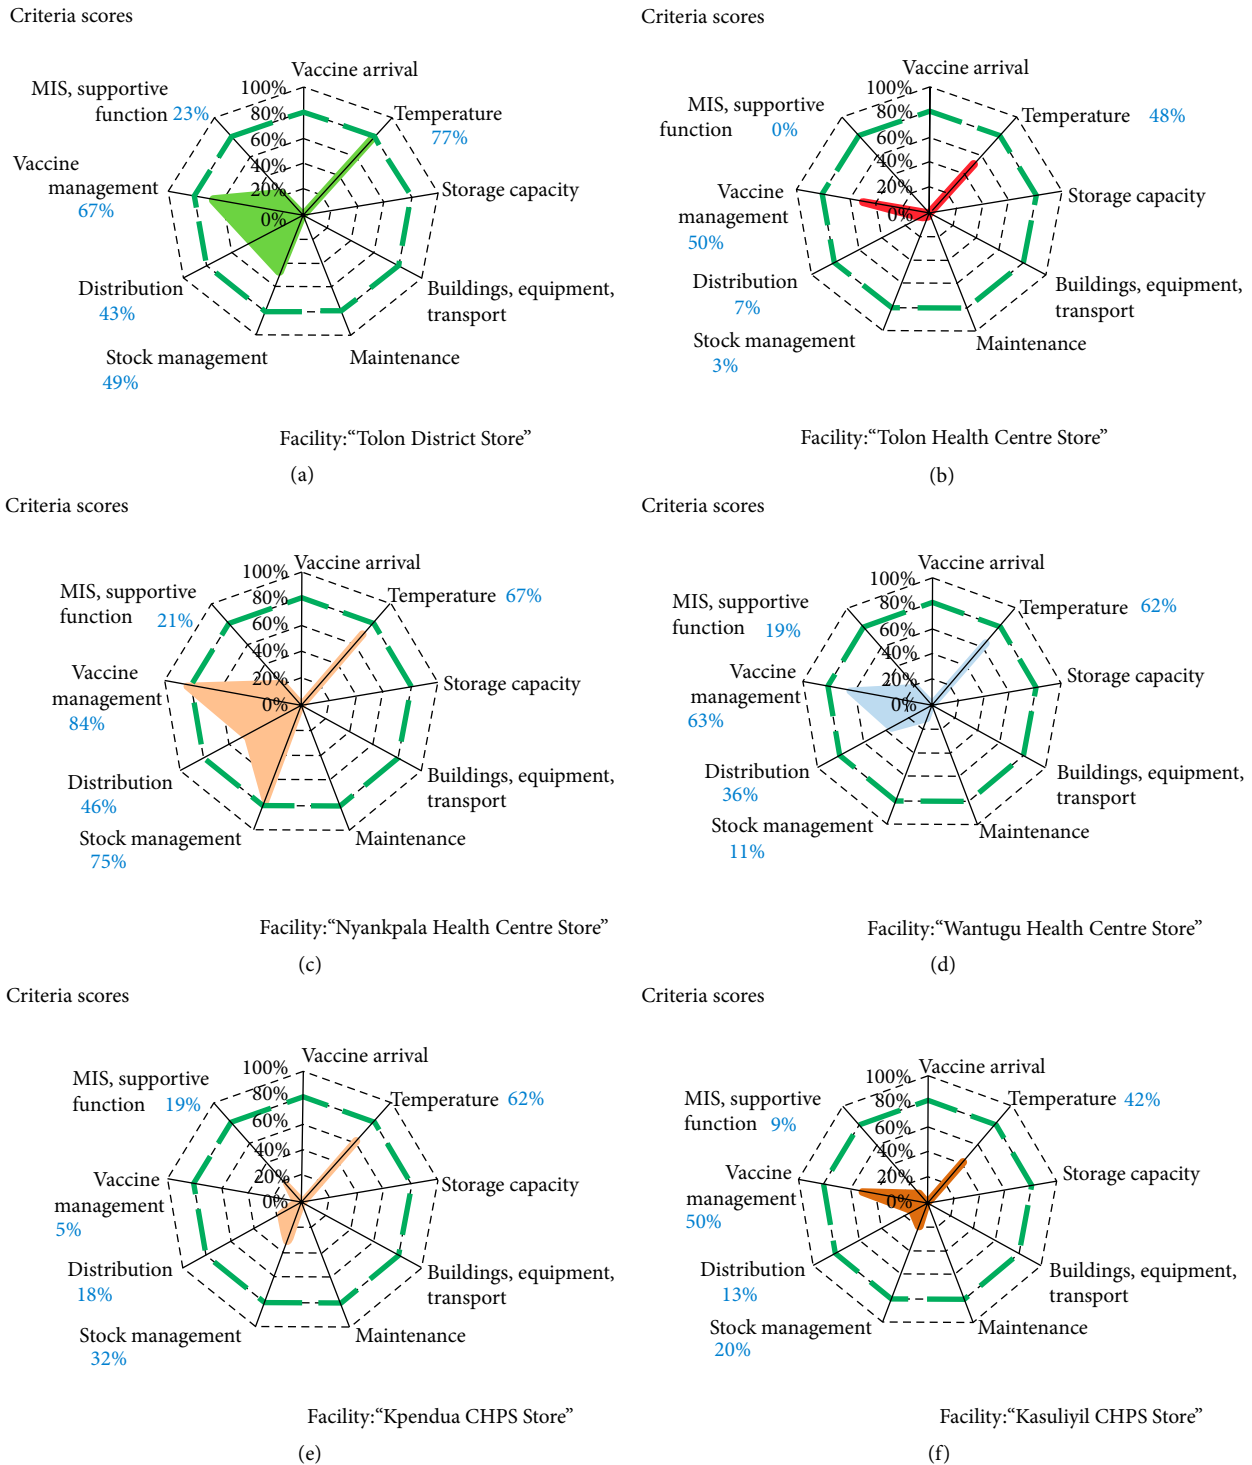 Criteria scores
Vaccine arrival
100%
80%
60%
40%
20%
0%
MIS, supportive
function 23%
Temperature
77%
Vaccine
management
67%
Storage capacity
Distribution
43%
Buildings, equipment,
transport
Stock management
49%
Maintenance
Facility:“Tolon District Store”
(a)
Criteria scores
Vaccine arrival
100%
80%
60%
40%
20%
0%
MIS, supportive
function 0%
Temperature 48%
Vaccine
management
50%
Storage capacity
Distribution
7%
Buildings, equipment,
transport
Stock management
3%
Maintenance
Facility:“Tolon Health Centre Store”
(b)
Criteria scores
Vaccine arrival
100%
80%
60%
40%
20%
0%
MIS, supportive
function 21%
Temperature 67%
Vaccine
management
84%
Storage capacity
Distribution
46%
Buildings, equipment,
transport
Stock management
75%
Maintenance
Facility:“Nyankpala Health Centre Store”
(c)
Criteria scores
Vaccine arrival
100%
80%
60%
40%
20%
0%
MIS, supportive
function 19%
Temperature 62%
Vaccine
management
63%
Storage capacity
Distribution
36%
Buildings, equipment,
transport
Stock management
11%
Maintenance
Facility:“Wantugu Health Centre Store”
(d)
Criteria scores
Vaccine arrival
100%
80%
60%
40%
20%
0%
MIS, supportive
function 19%
Temperature 62%
Vaccine
management
5%
Storage capacity
Distribution
18%
Buildings, equipment,
transport
Stock management
32%
Maintenance
Facility:“Kpendua CHPS Store”
(e)
Criteria scores
Vaccine arrival
100%
80%
60%
40%
20%
0%
MIS, supportive
function 9%
Temperature 42%
Vaccine
management
50%
Storage capacity
Distribution
13%
Buildings, equipment,
transport
Stock management
20%
Maintenance
Facility:“Kasuliyil CHPS Store”
(f)